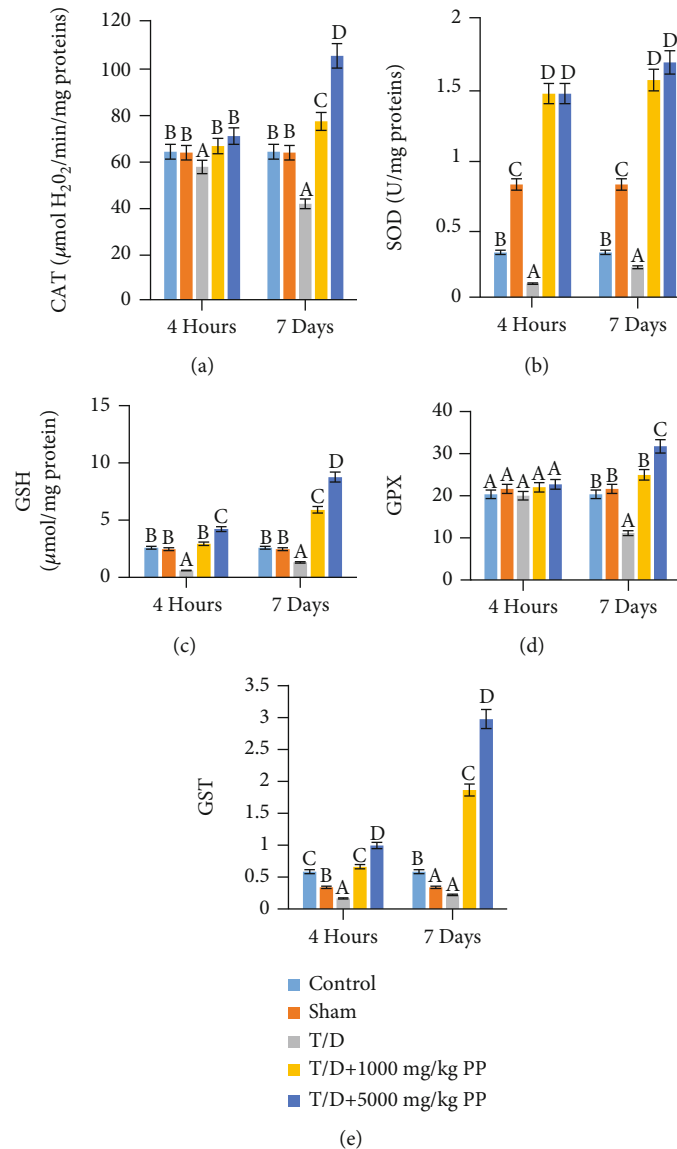 120
100
80
60
40
20
0
CAT (μmol H₂0₂/min/mg proteins)
B B A B B
B B A C D
4 Hours 7 Days
(a)
2
1.5
1
0.5
0
SOD (U/mg proteins)
B C A D D
B C A D D
4 Hours 7 Days
(b)
15
10
5
0
GSH
(μmol/mg protein)
B B A B C
B B A C D
4 Hours 7 Days
(c)
40
30
20
10
0
GPX
A A A A A
B B A B C
4 Hours 7 Days
(d)
3.5
3
2.5
2
1.5
1
0.5
0
GST
C B A C D
B A A C D
4 Hours 7 Days
Control
Sham
T/D
T/D+1000 mg/kg PP
T/D+5000 mg/kg PP
(e)